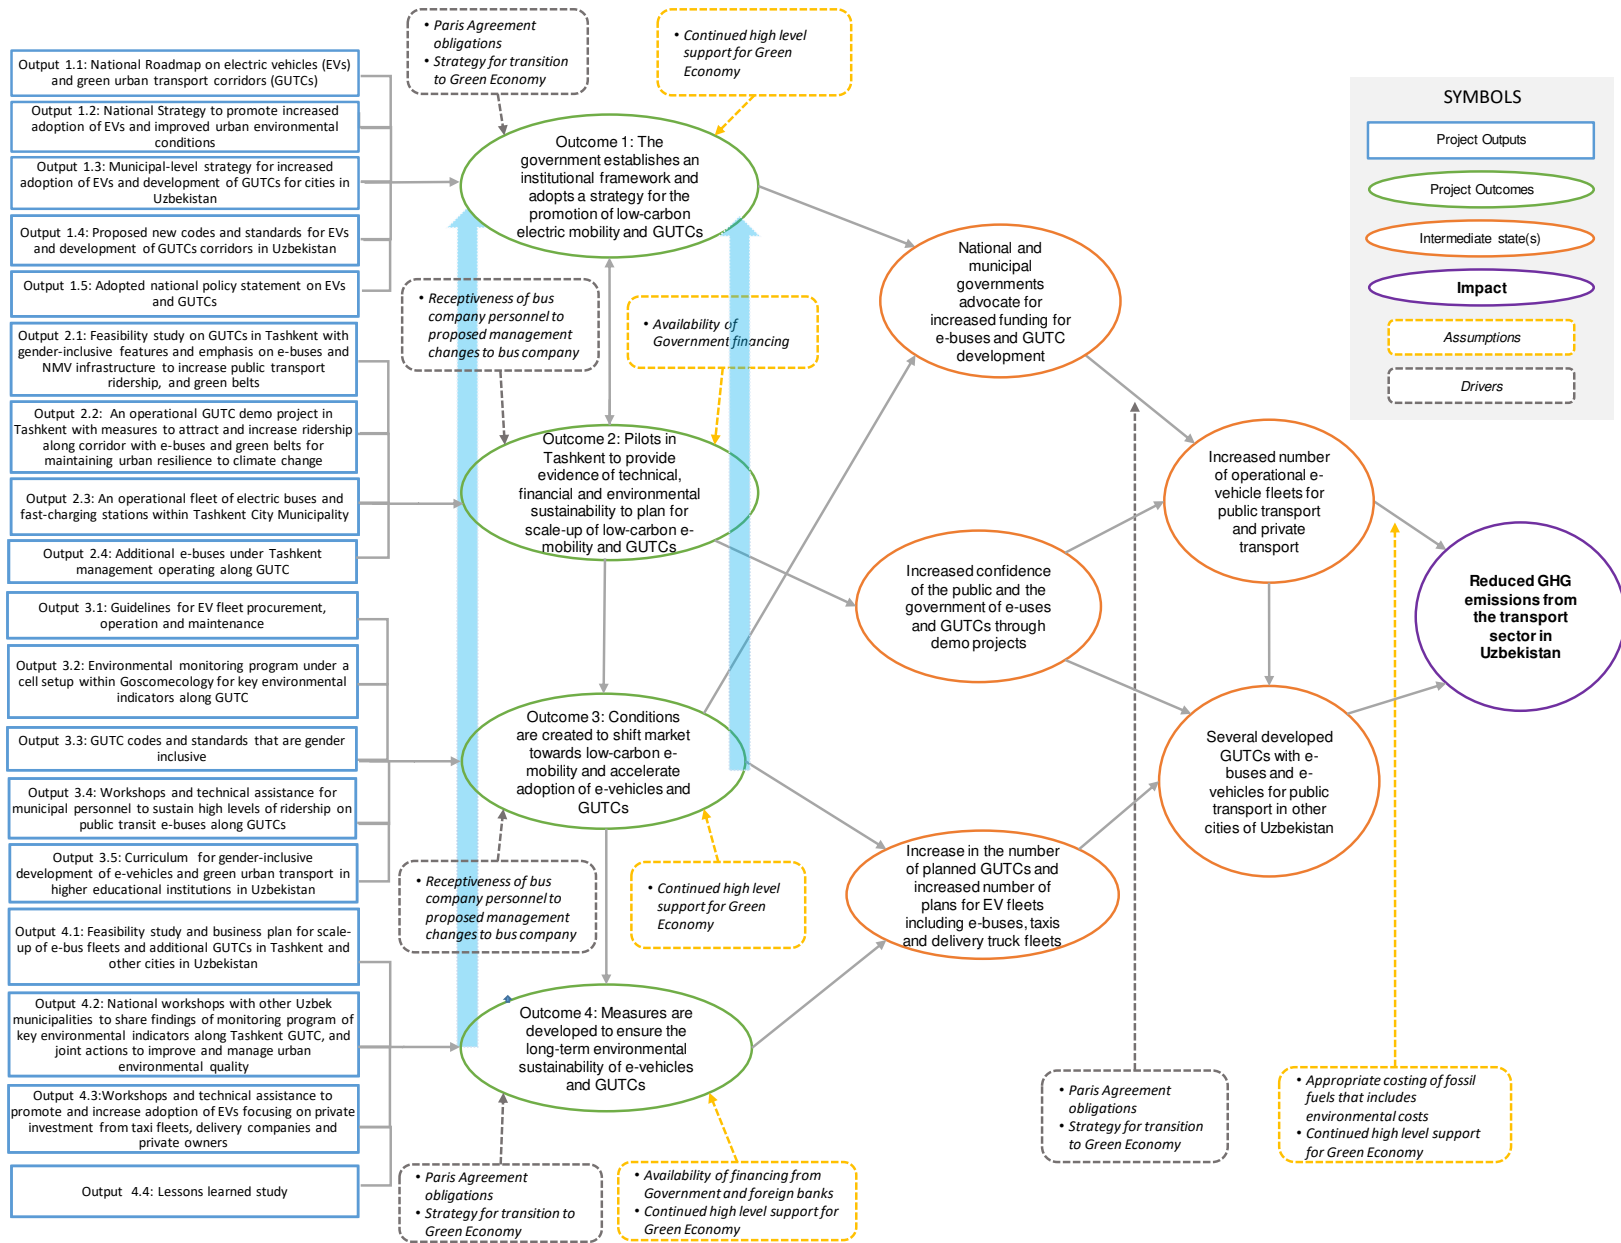 Output 1.1: National Roadmap on electric vehicles (EVs)
and green urban transport corridors (GUTCs)
Output 1.2: National Strategy to promote increased
adoption of EVs and improved urban environmental
conditions
Output 1.3: Municipal-level strategy for increased
adoption of EVs and development of GUTCs for cities in
Uzbekistan
Output 1.4: Proposed new codes and standards for EVs
and development of GUTCs corridors in Uzbekistan
Output 1.5: Adopted national policy statement on EVs
and GUTCs
Output 2.1: Feasibility study on GUTCs in Tashkent with
gender-inclusive features and emphasis on e-buses and
NMV infrastructure to increase public transport
ridership, and green belts
Output 2.2: An operational GUTC demo project in
Tashkent with measures to attract and increase ridership
along corridor with e-buses and green belts for
maintaining urban resilience to climate change
Output 2.3: An operational fleet of electric buses and
fast-charging stations within Tashkent City Municipality
Output 2.4: Additional e-buses under Tashkent
management operating along GUTC
Output 3.1: Guidelines for EV fleet procurement,
operation and maintenance
Output 3.2: Environmental monitoring program under a
cell setup within Goscomecology for key environmental
indicators along GUTC
Output 3.3: GUTC codes and standards that are gender
inclusive
Output 3.4: Workshops and technical assistance for
municipal personnel to sustain high levels of ridership on
public transit e-buses along GUTCs
Output 3.5: Curriculum for gender-inclusive
development of e-vehicles and green urban transport in
higher educational institutions in Uzbekistan
Output 4.1: Feasibility study and business plan for scale-
up of e-bus fleets and additional GUTCs in Tashkent and
other cities in Uzbekistan
Output 4.2: National workshops with other Uzbek
municipalities to share findings of monitoring program of
key environmental indicators along Tashkent GUTC, and
joint actions to improve and manage urban
environmental quality
Output 4.3:Workshops and technical assistance to
promote and increase adoption of EVs focusing on private
investment from taxi fleets, delivery companies and
private owners
Output 4.4: Lessons learned study
• Paris Agreement
obligations
• Strategy for transition
to Green Economy
• Continued high level
support for Green
Economy
Outcome 1: The
government establishes an
institutional framework and
adopts a strategy for the
promotion of low-carbon
electric mobility and GUTCs
• Receptiveness of bus
company personnel to
proposed management
changes to bus company
• Availability of
Government financing
Outcome 2: Pilots in
Tashkent to provide
evidence of technical,
financial and environmental
sustainability to plan for
scale-up of low-carbon e-
mobility and GUTCs
Outcome 3: Conditions
are created to shift market
towards low-carbon e-
mobility and accelerate
adoption of e-vehicles and
GUTCs
• Receptiveness of bus
company personnel to
proposed management
changes to bus company
• Continued high level
support for Green
Economy
Outcome 4: Measures are
developed to ensure the
long-term environmental
sustainability of e-vehicles
and GUTCs
• Paris Agreement
obligations
• Strategy for transition to
Green Economy
• Availability of financing from
Government and foreign banks
• Continued high level support for
Green Economy
National and
municipal
governments
advocate for
increased funding for
e-buses and GUTC
development
Increased confidence
of the public and the
government of e-uses
and GUTCs through
demo projects
Increase in the number
of planned GUTCs and
increased number of
plans for EV fleets
including e-buses, taxis
and delivery truck fleets
Increased number
of operational e-
vehicle fleets for
public transport
and private
transport
Several developed
GUTCs with e-
buses and e-
vehicles for public
transport in other
cities of Uzbekistan
• Paris Agreement
obligations
• Strategy for transition
to Green Economy
• Appropriate costing of fossil
fuels that includes
environmental costs
• Continued high level support
for Green Economy
Reduced GHG
emissions from
the transport
sector in
Uzbekistan
SYMBOLS
Project Outputs
Project Outcomes
Intermediate state(s)
Impact
Assumptions
Drivers